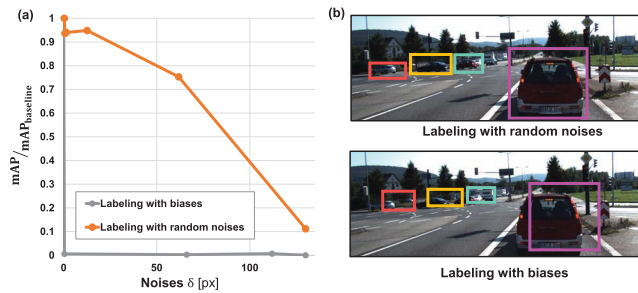 (a)
1
0.9
0.8
0.7
0.6
0.5
0.4
0.3
0.2
0.1
0
mAP/mAPbaseline
Labeling with biases
Labeling with random noises
0
50
100
Noises δ [px]
(b)
Labeling with random noises
Labeling with biases